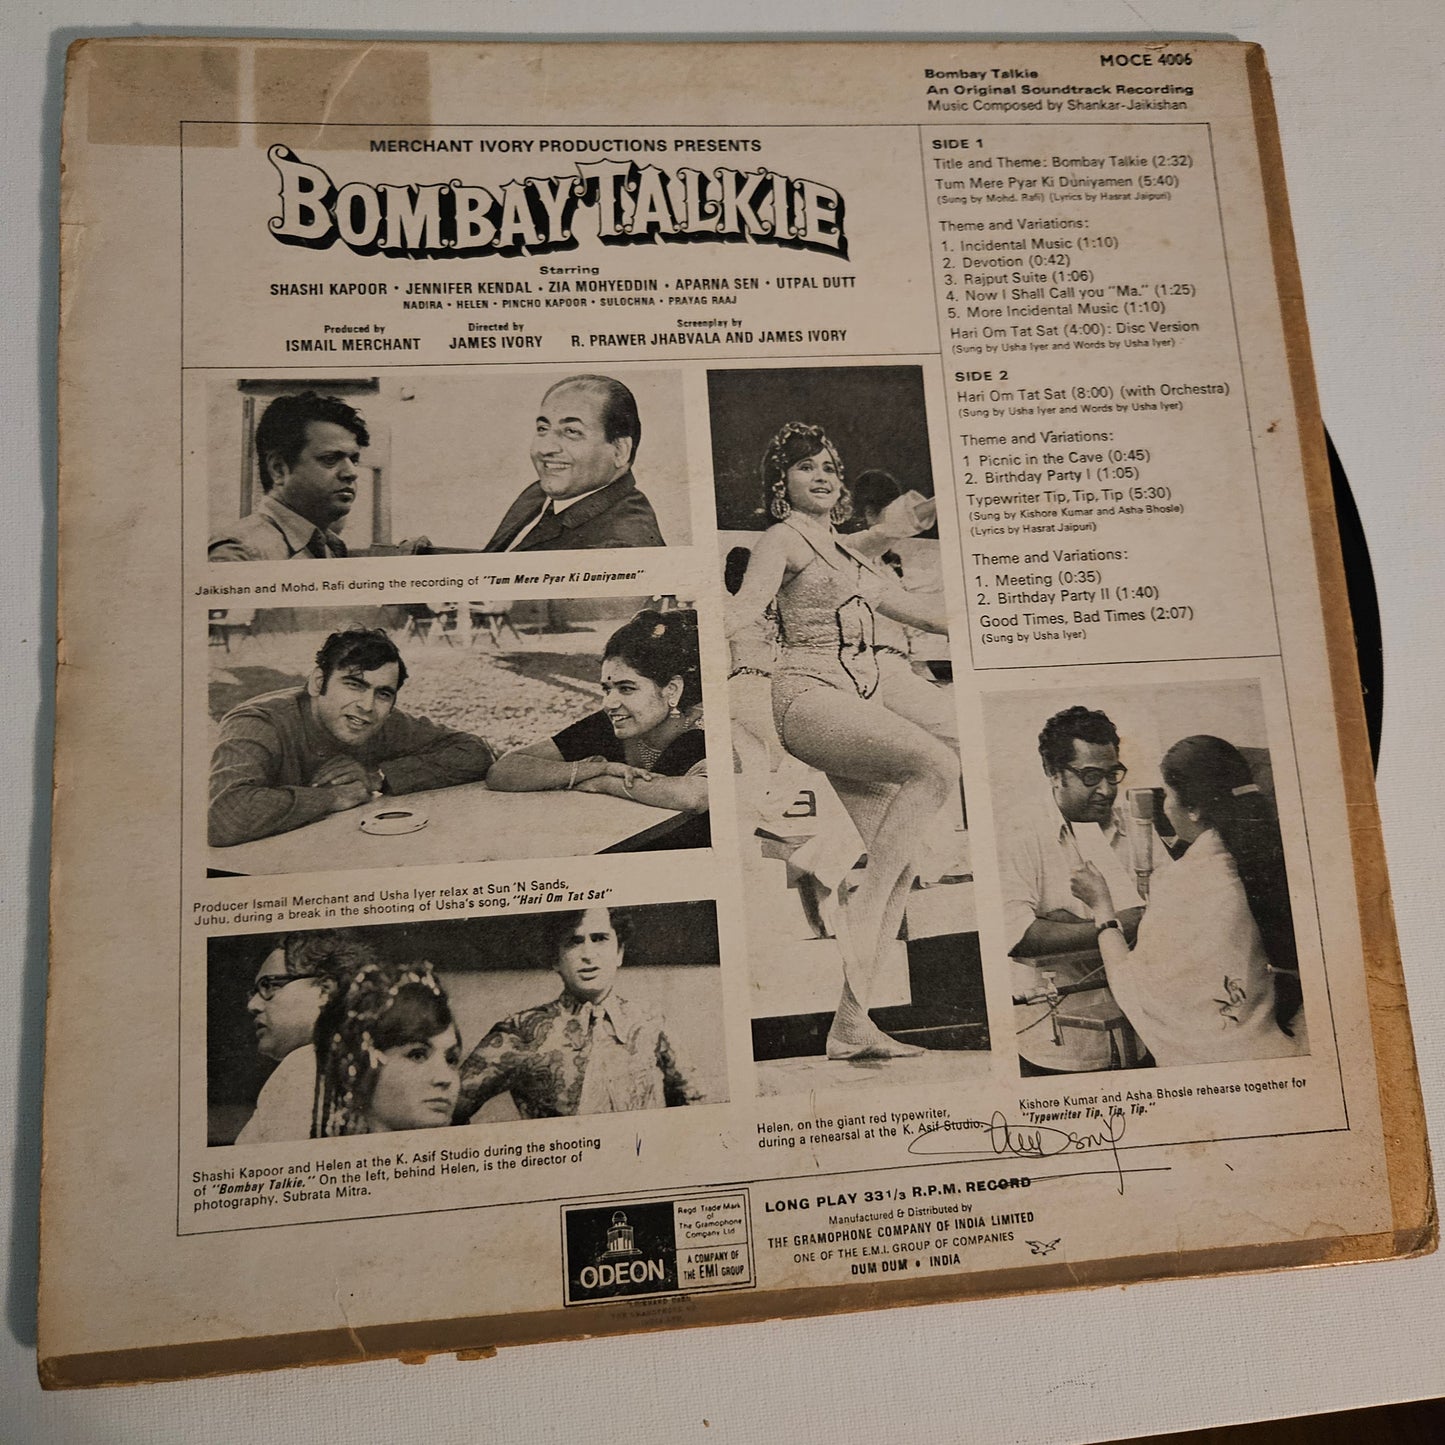 MOCE 4006
Bombay Talkie
An Original Soundtrack Recording
Music Composed by Shankar-Jaikishan
MERCHANT IVORY PRODUCTIONS PRESENTS
BOMBAY TALKIE
Starring
SHASHI KAPOOR • JENNIFER KENDAL • ZIA MOHYEDDIN • APARNA SEN • UTPAL DUTT
NADIRA • HELEN • PINCHO KAPOOR • SULOCHNA • PRAYAG RAAJ
Produced by
ISMAIL MERCHANT
Directed by
JAMES IVORY
Screenplay by
R. PRAWER JHABVALA AND JAMES IVORY
SIDE 1
Title and Theme: Bombay Talkie (2:32)
Tum Mere Pyar Ki Duniyamen (5:40)
(Sung by Mohd. Rafi) (Lyrics by Hasrat Jaipuri)
Theme and Variations:
1. Incidental Music (1:10)
2. Devotion (0:42)
3. Rajput Suite (1:06)
4. Now I Shall Call you "Ma." (1:25)
5. More Incidental Music (1:10)
Hari Om Tat Sat (4:00): Disc Version
(Sung by Usha Iyer and Words by Usha Iyer)
SIDE 2
Hari Om Tat Sat (8:00) (with Orchestra)
(Sung by Usha Iyer and Words by Usha Iyer)
Theme and Variations:
1 Picnic in the Cave (0:45)
2. Birthday Party I (1:05)
Typewriter Tip, Tip, Tip (5:30)
(Sung by Kishore Kumar and Asha Bhosle)
(Lyrics by Hasrat Jaipuri)
Theme and Variations:
1. Meeting (0:35)
2. Birthday Party II (1:40)
Good Times, Bad Times (2:07)
(Sung by Usha Iyer)
Jaikishan and Mohd. Rafi during the recording of "Tum Mere Pyar Ki Duniyamen"
Producer Ismail Merchant and Usha Iyer relax at Sun 'N Sands,
Juhu, during a break in the shooting of Usha's song, "Hari Om Tat Sat"
Shashi Kapoor and Helen at the K. Asif Studio during the shooting
of "Bombay Talkie." On the left, behind Helen, is the director of
photography, Subrata Mitra.
Helen, on the giant red typewriter,
during a rehearsal at the K. Asif Studio.
Kishore Kumar and Asha Bhosle rehearse together for
"Typewriter Tip, Tip, Tip."
ODEON
Regd Trade Mark
of
The Gramophone
Company Ltd
A COMPANY OF
THE EMI GROUP
LONG PLAY 33 1/3 R.P.M. RECORD
Manufactured & Distributed by
THE GRAMOPHONE COMPANY OF INDIA LIMITED
ONE OF THE E.M.I. GROUP OF COMPANIES
DUM DUM • INDIA